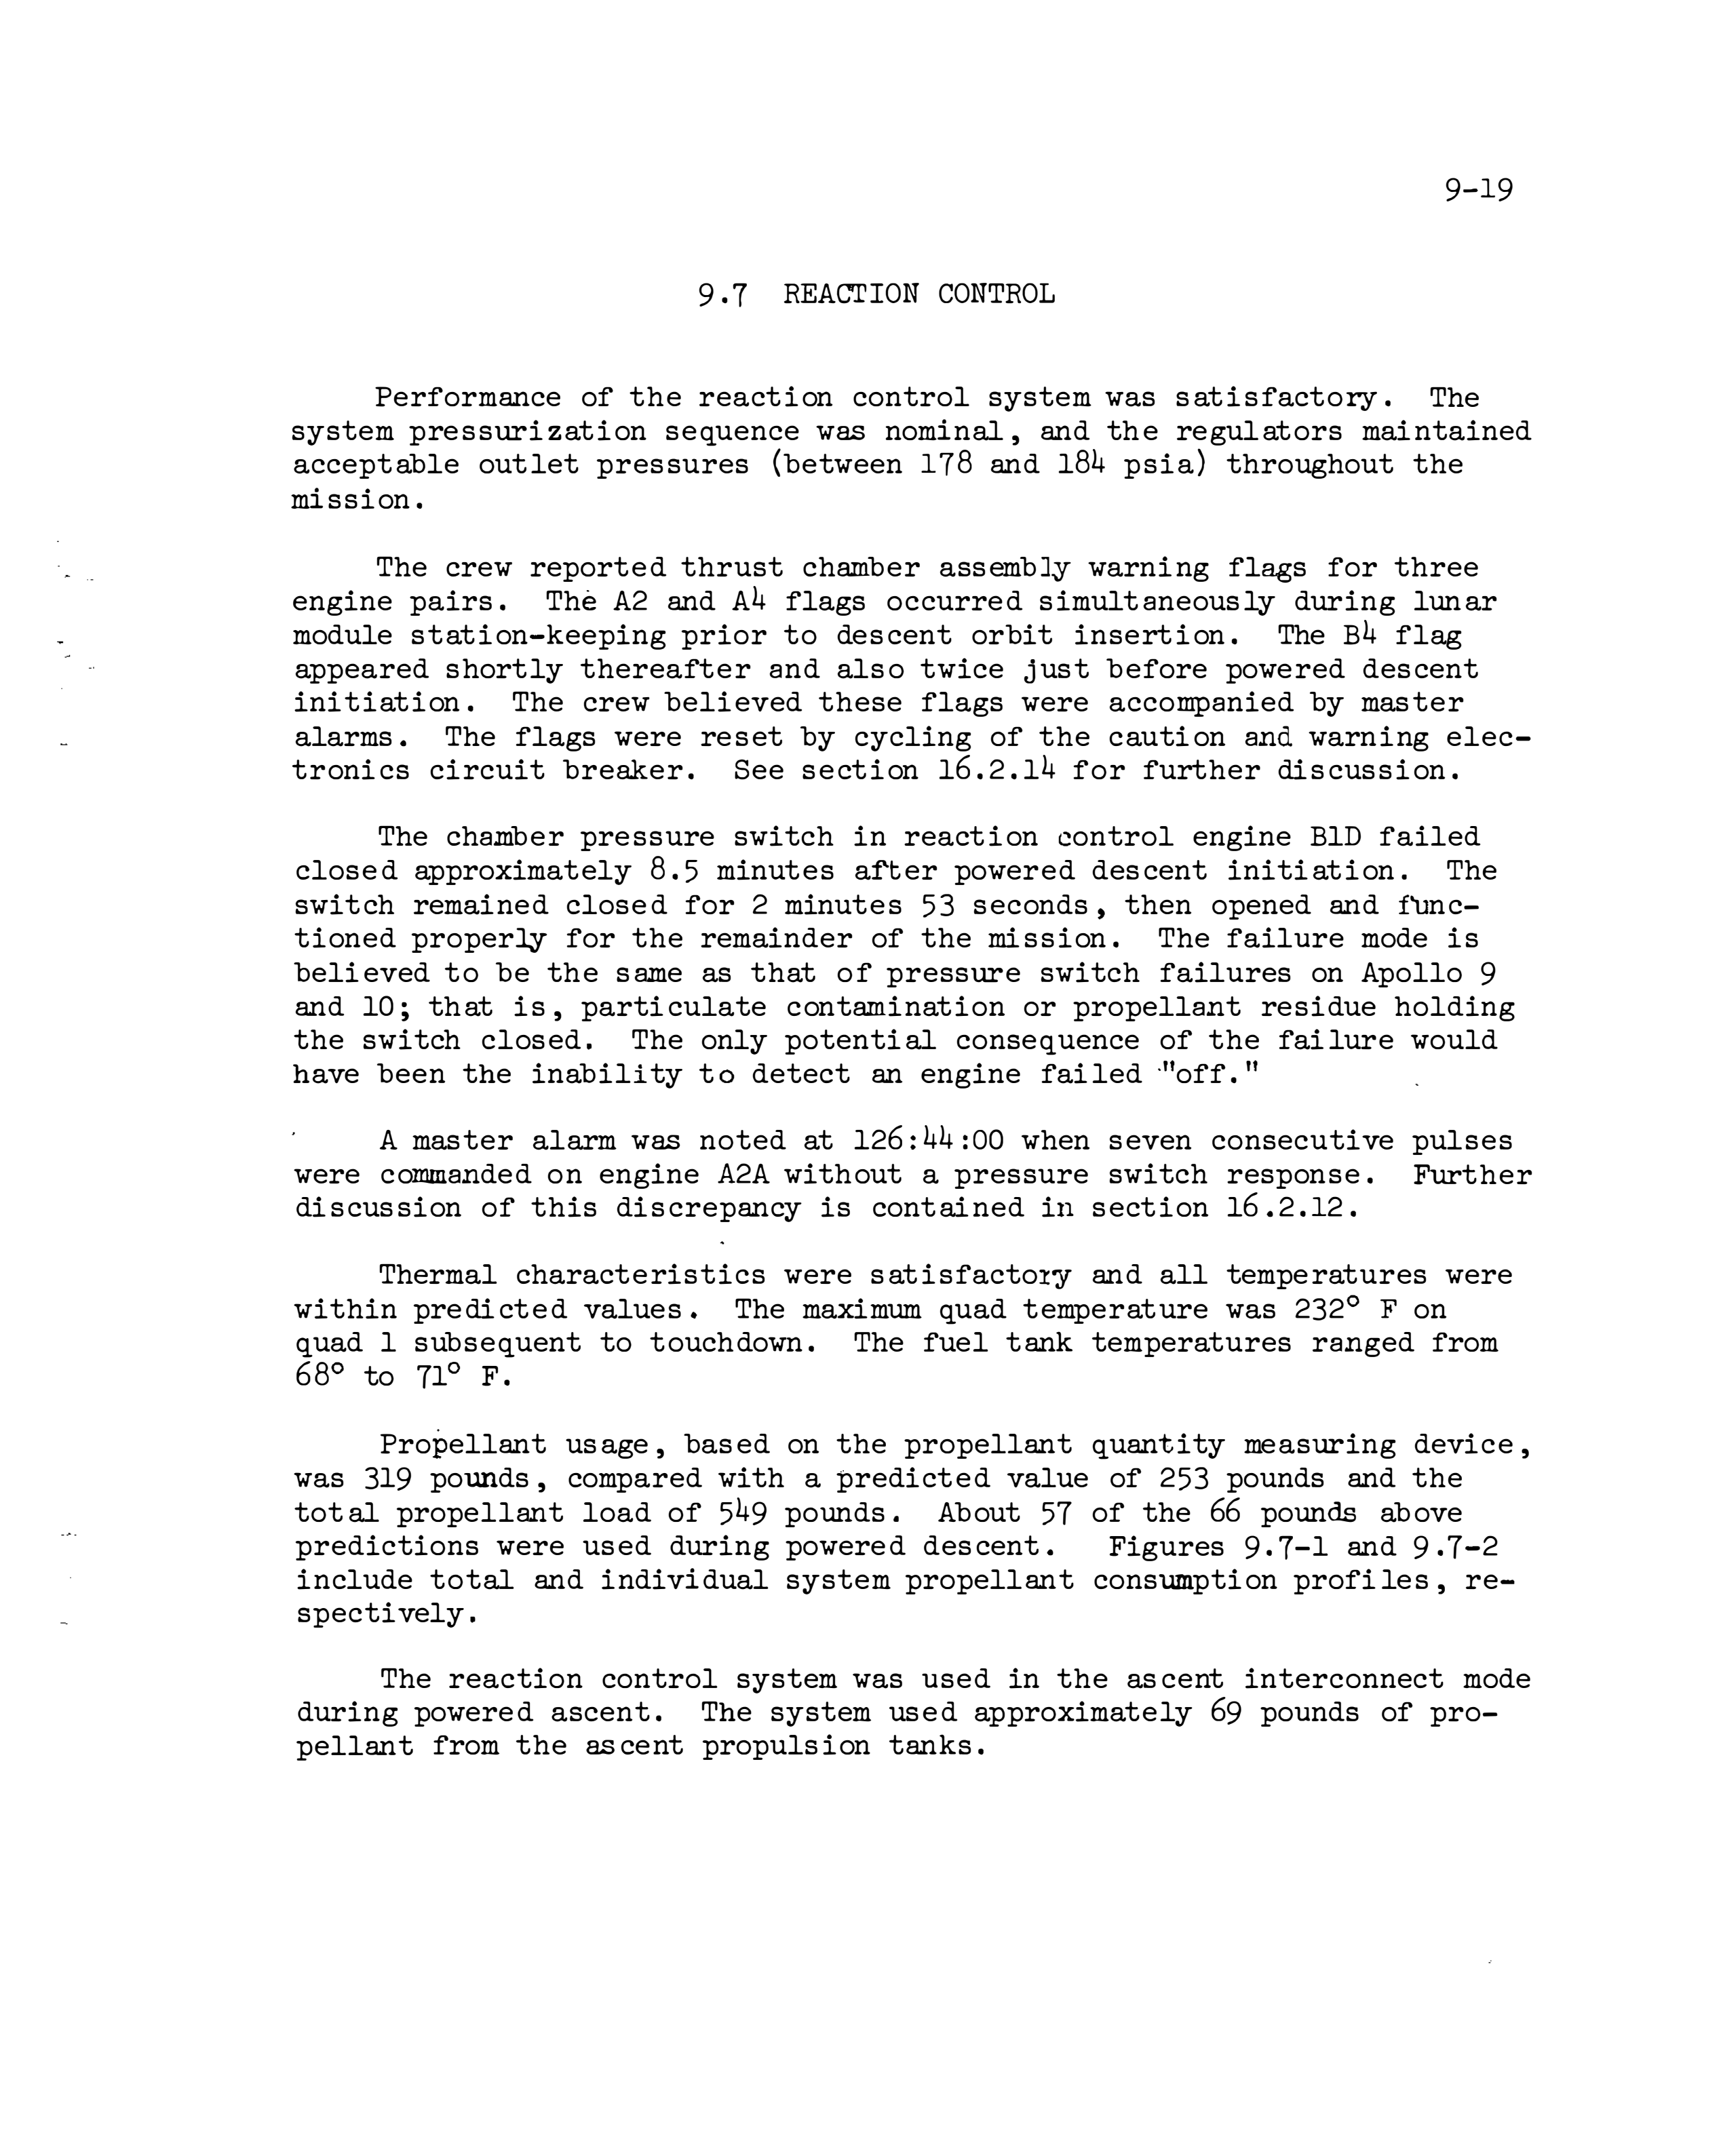 9-19
9.7 REACTION CONTROL
Performance of the reaction control system was satisfactory. The
system pressurization sequence was nominal, and the regulators maintained
acceptable outlet pressures (between 178 and 184 psia) throughout the
mission.
The crew reported thrust chamber assembly warning flags for three
engine pairs. The A2 and A4 flags occurred simultaneously during lunar
module station-keeping prior to descent orbit insertion. The B4 flag
appeared shortly thereafter and also twice just before powered descent
initiation. The crew believed these flags were accompanied by master
alarms. The flags were reset by cycling of the caution and warning elec-
tronics circuit breaker. See section 16.2.14 for further discussion.
The chamber pressure switch in reaction control engine B1D failed
closed approximately 8.5 minutes after powered descent initiation. The
switch remained closed for 2 minutes 53 seconds, then opened and func-
tioned properly for the remainder of the mission. The failure mode is
believed to be the same as that of pressure switch failures on Apollo 9
and 10; that is, particulate contamination or propellant residue holding
the switch closed. The only potential consequence of the failure would
have been the inability to detect an engine failed "off."
A master alarm was noted at 126:44:00 when seven consecutive pulses
were commanded on engine A2A without a pressure switch response. Further
discussion of this discrepancy is contained in section 16.2.12.
Thermal characteristics were satisfactory and all temperatures were
within predicted values. The maximum quad temperature was 232° F on
quad 1 subsequent to touchdown. The fuel tank temperatures ranged from
68° to 71° F.
Propellant usage, based on the propellant quantity measuring device,
was 319 pounds, compared with a predicted value of 253 pounds and the
total propellant load of 549 pounds. About 57 of the 66 pounds above
predictions were used during powered descent. Figures 9.7-1 and 9.7-2
include total and individual system propellant consumption profiles, re-
spectively.
The reaction control system was used in the ascent interconnect mode
during powered ascent. The system used approximately 69 pounds of pro-
pellant from the ascent propulsion tanks.